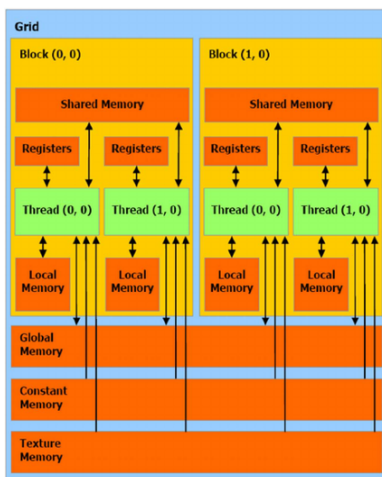 Grid
Block (0, 0)
Block (1, 0)
Shared Memory
Shared Memory
Registers
Registers
Registers
Registers
Thread (0, 0)
Thread (1, 0)
Thread (0, 0)
Thread (1, 0)
Local
Memory
Local
Memory
Local
Memory
Local
Memory
Global
Memory
Constant
Memory
Texture
Memory